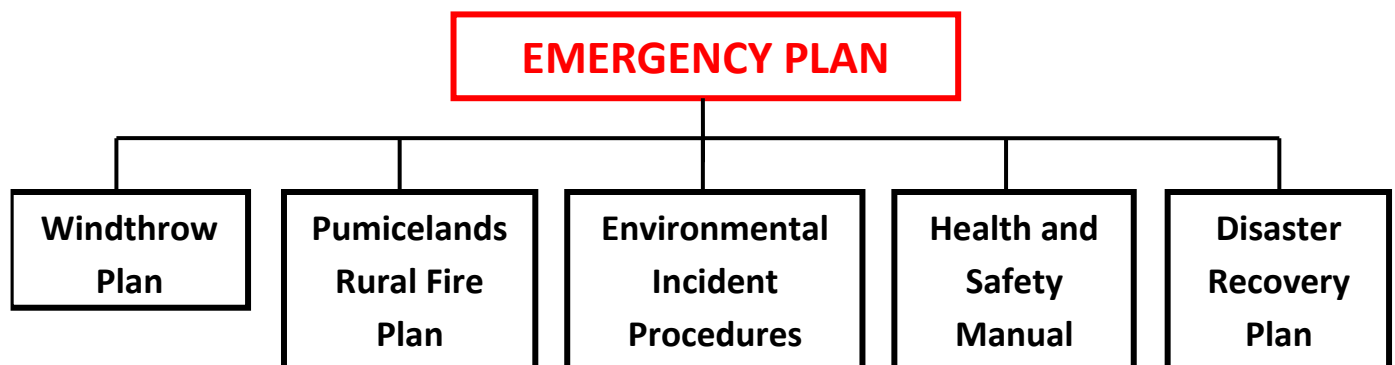 EMERGENCY PLAN
Windthrow
Plan
Pumicelands
Rural Fire
Plan
Environmental
Incident
Procedures
Health and
Safety
Manual
Disaster
Recovery
Plan